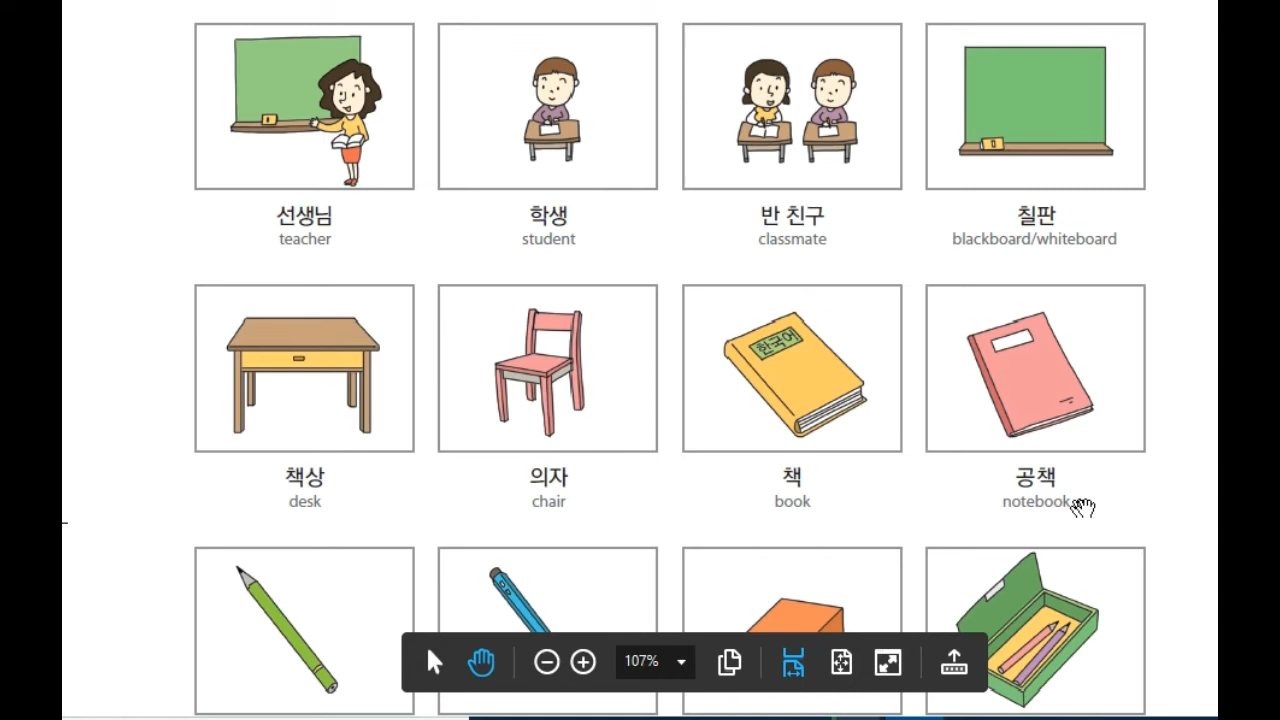 선생님
teacher
학생
student
반 친구
classmate
칠판
blackboard/whiteboard
한국어
책상
desk
의자
chair
책
book
공책
notebook
107%